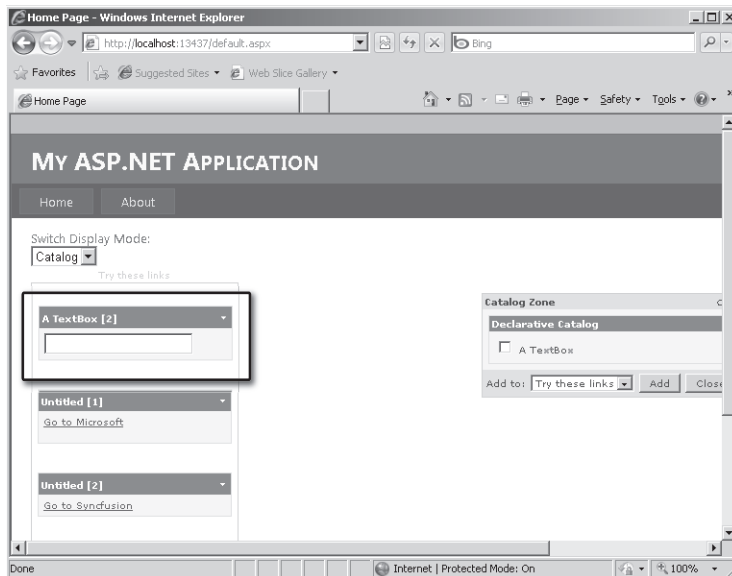 Home Page - Windows Internet Explorer
http://localhost:13437/default.aspx
Bing
Favorites
Suggested Sites
Web Slice Gallery
Home Page
Page
Safety
Tools
MY ASP.NET APPLICATION
Home
About
Switch Display Mode:
Catalog
Try these links
A TextBox [2]
Untitled [1]
Go to Microsoft
Untitled [2]
Go to Syncfusion
Catalog Zone
Declarative Catalog
A TextBox
Add to: Try these links Add Close
Done
Internet | Protected Mode: On
100%